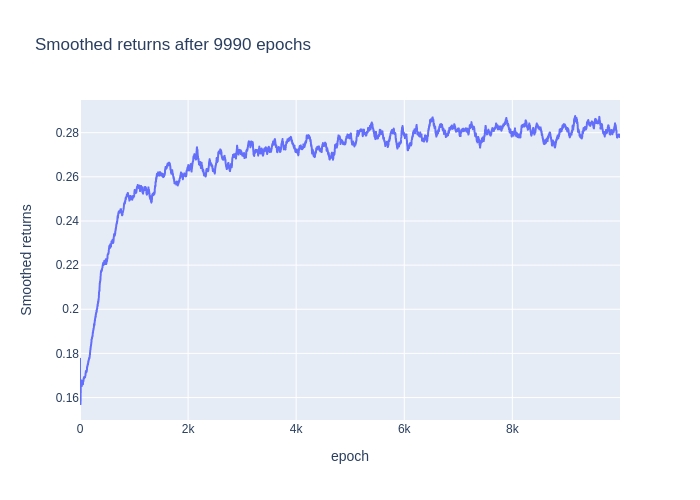 Smoothed returns after 9990 epochs
Smoothed returns
0.28
0.26
0.24
0.22
0.2
0.18
0.16
0
2k
4k
6k
8k
epoch